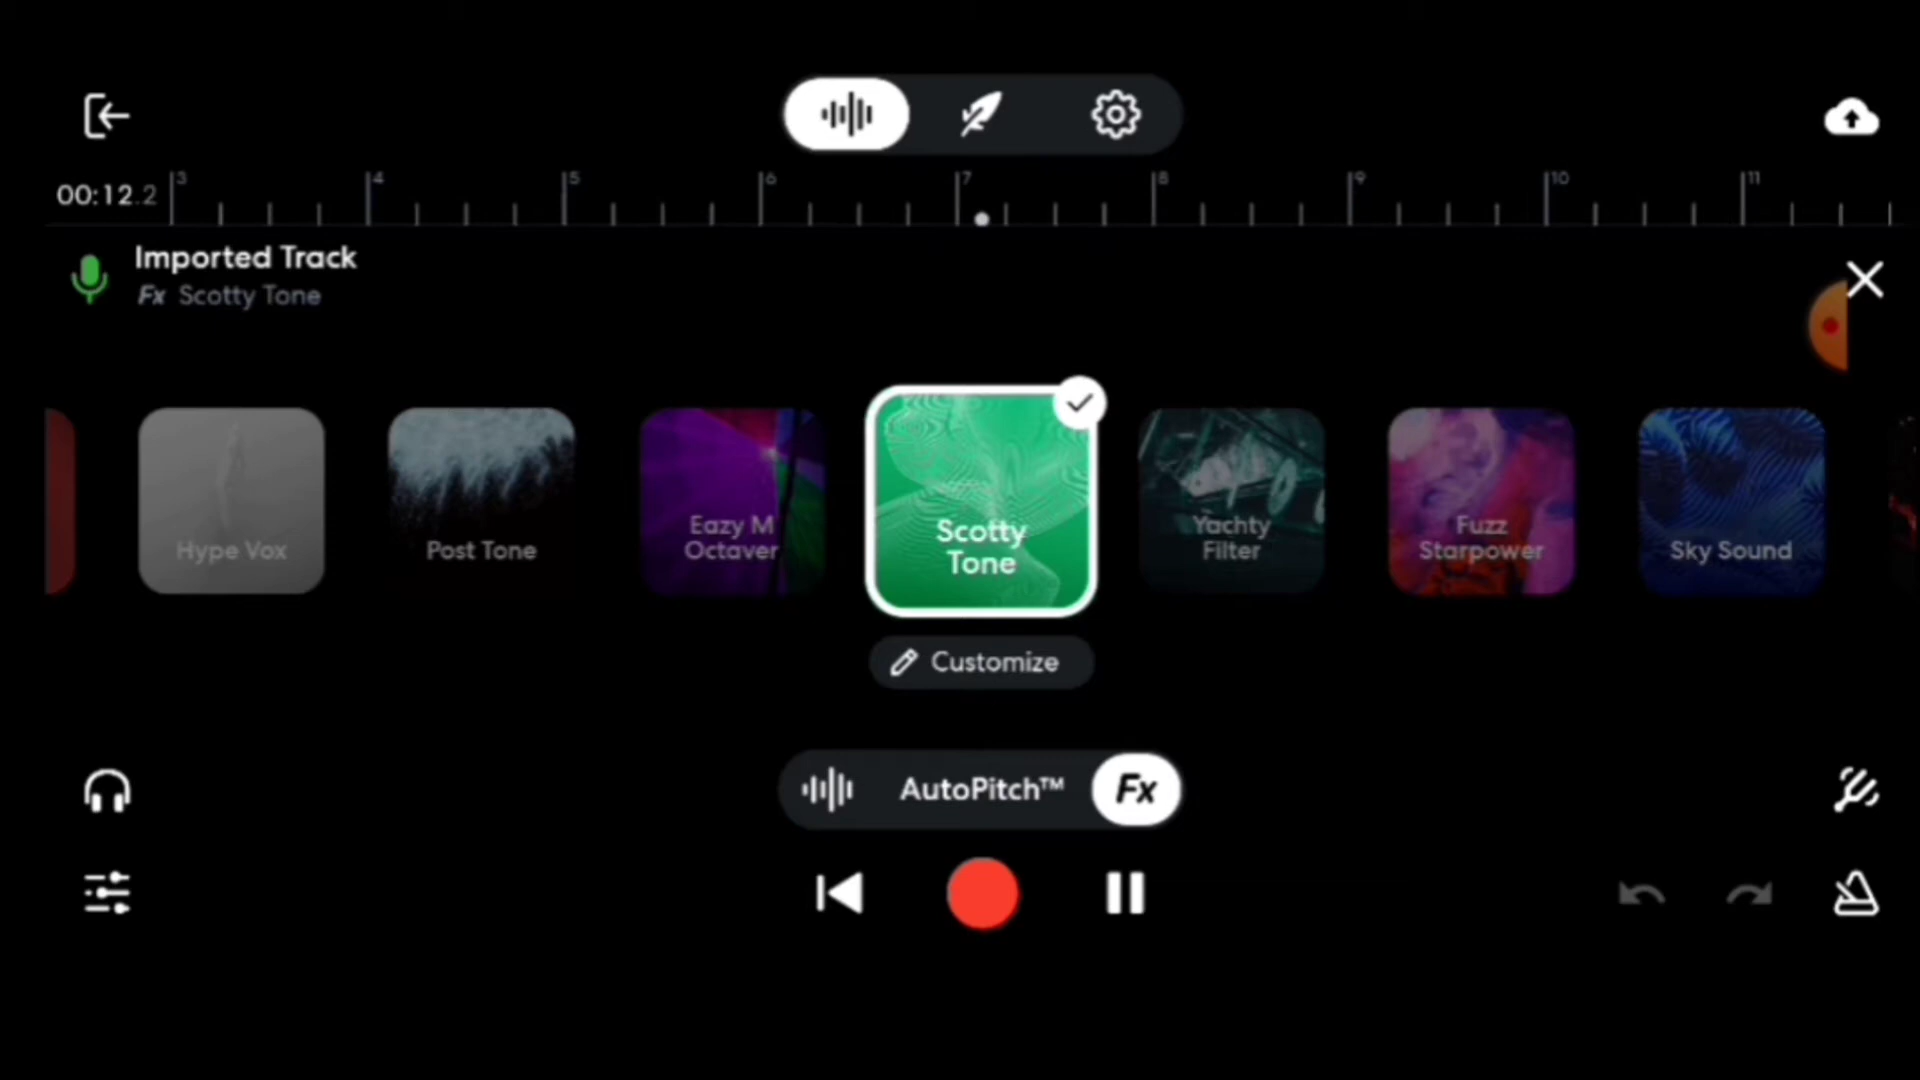 00:12.2
3 4 5 6 7 8 9 10 11
Imported Track
Fx Scotty Tone
Hype Vox
Post Tone
Eazy M
Octaver
Scotty
Tone
Yachty
Filter
Fuzz
Starpower
Sky Sound
Customize
AutoPitch™ Fx